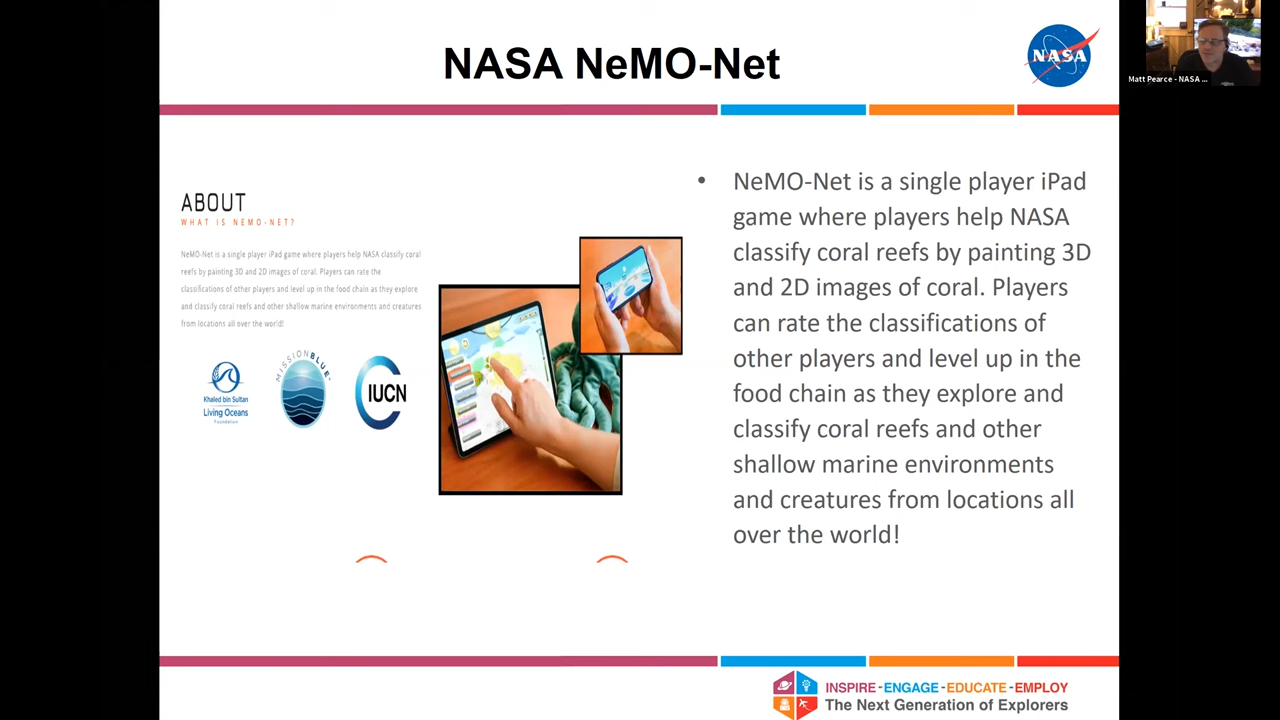 NASA NeMO-Net
NASA
Matt Pearce - NASA ...
ABOUT
WHAT IS NEMO-NET?
NeMO-Net is a single player iPad game where players help NASA classify coral
reefs by painting 3D and 2D images of coral. Players can rate the
classifications of other players and level up in the food chain as they explore
and classify coral reefs and other shallow marine environments and creatures
from locations all over the world!
Khaled bin Sultan
Living Oceans
Foundation
MISSION BLUE
IUCN
• NeMO-Net is a single player iPad
game where players help NASA
classify coral reefs by painting 3D
and 2D images of coral. Players
can rate the classifications of
other players and level up in the
food chain as they explore and
classify coral reefs and other
shallow marine environments
and creatures from locations all
over the world!
INSPIRE - ENGAGE - EDUCATE - EMPLOY
The Next Generation of Explorers